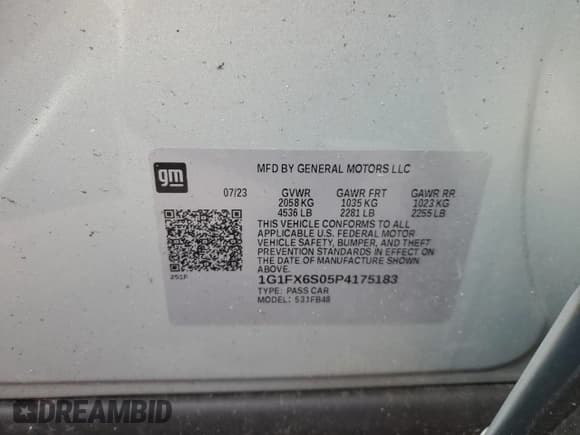 gm
MFD BY GENERAL MOTORS LLC
07/23 GVWR GAWR FRT GAWR RR
2058 KG 1035 KG 1023 KG
4536 LB 2281 LB 2255 LB
THIS VEHICLE CONFORMS TO ALL
APPLICABLE U.S. FEDERAL MOTOR
VEHICLE SAFETY, BUMPER, AND THEFT
PREVENTION STANDARDS IN EFFECT ON
THE DATE OF MANUFACTURE SHOWN
ABOVE.
251F
1G1FX6S05P4175183
TYPE: PASS CAR
MODEL: 531FB48
DREAMBID